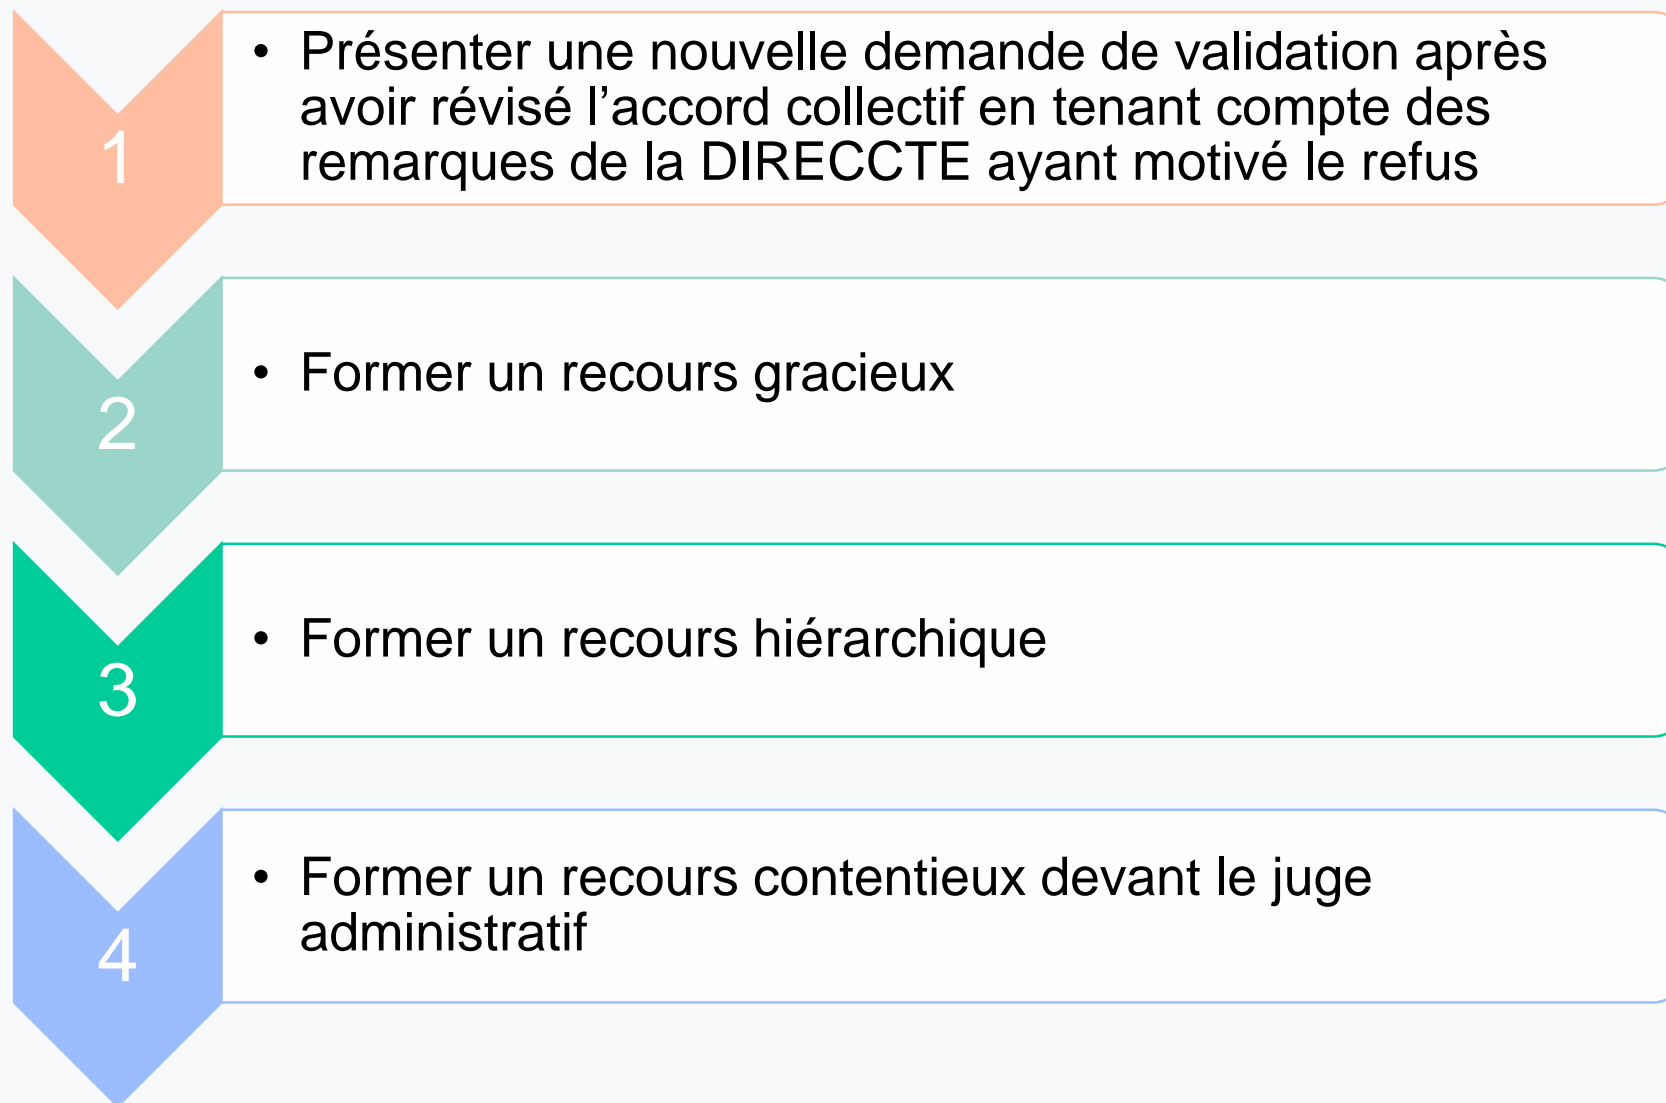 1
• Présenter une nouvelle demande de validation après
avoir révisé l’accord collectif en tenant compte des
remarques de la DIRECCTE ayant motivé le refus
2
• Former un recours gracieux
3
• Former un recours hiérarchique
4
• Former un recours contentieux devant le juge
administratif